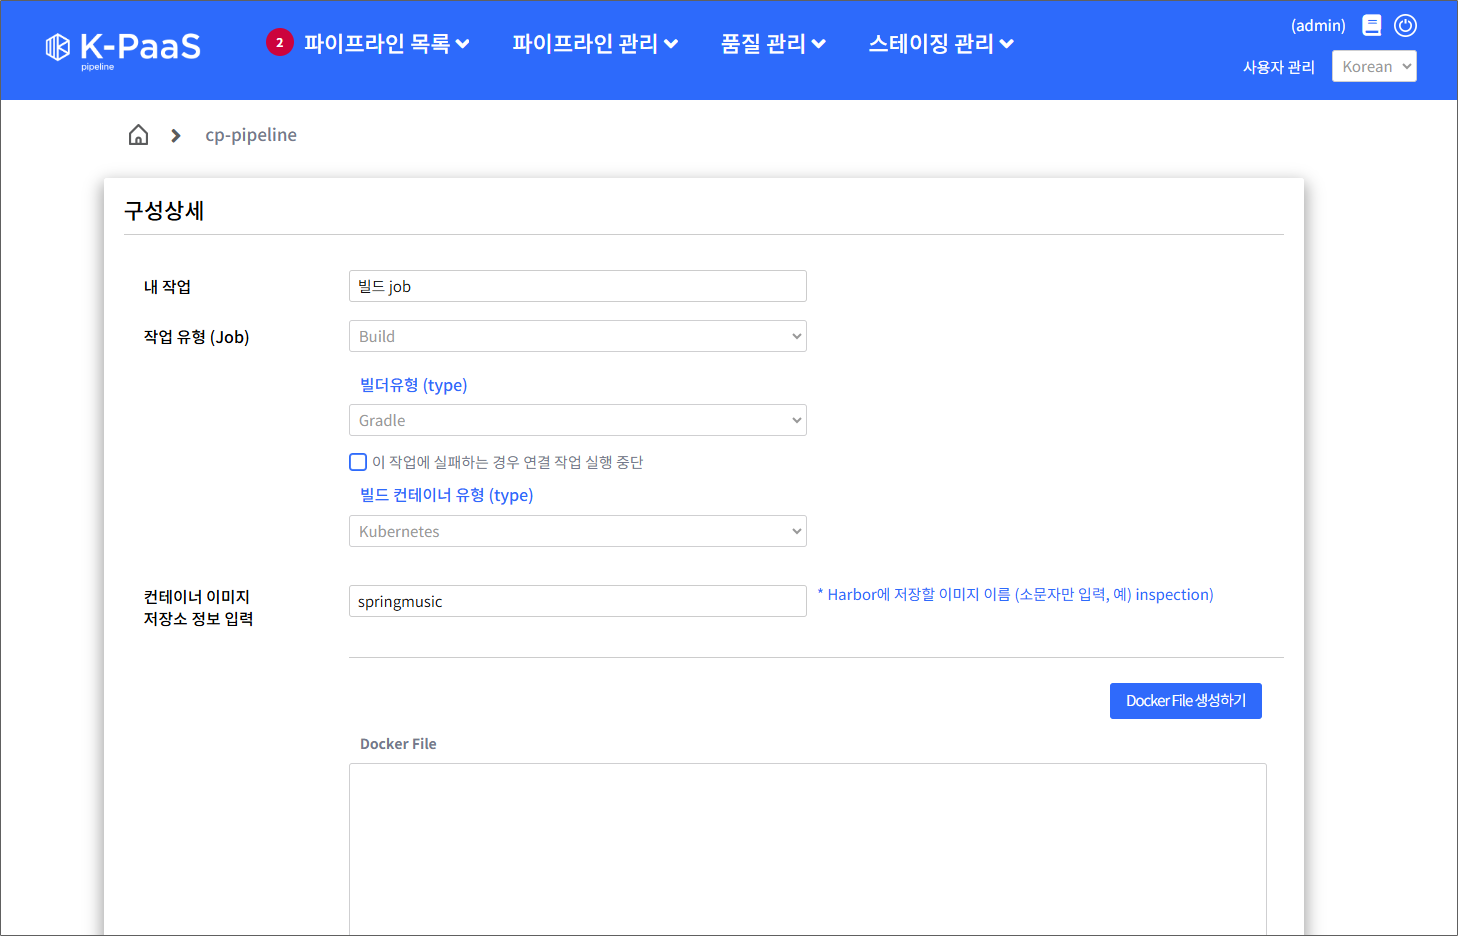 K-PaaS
pipeline
2 파이프라인 목록
파이프라인 관리
품질 관리
스테이징 관리
(admin)
사용자 관리
Korean
cp-pipeline
구성상세
내 작업
빌드 job
작업 유형 (Job)
Build
빌더유형 (type)
Gradle
이 작업에 실패하는 경우 연결 작업 실행 중단
빌드 컨테이너 유형 (type)
Kubernetes
컨테이너 이미지
저장소 정보 입력
springmusic
* Harbor에 저장할 이미지 이름 (소문자만 입력, 예) inspection)
Docker File 생성하기
Docker File